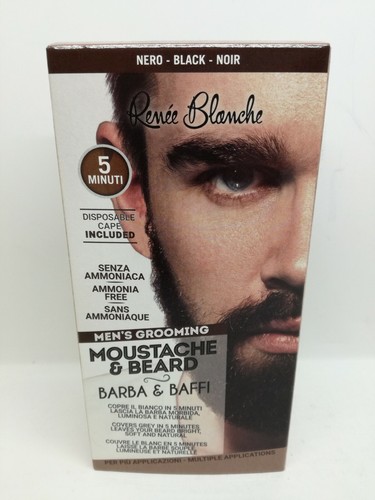 NERO - BLACK - NOIR
Renée Blanche
5
MINUTI
DISPOSABLE
CAPE
INCLUDED
SENZA
AMMONIACA
AMMONIA
FREE
SANS
AMMONIAQUE
MEN'S GROOMING
MOUSTACHE
& BEARD
BARBA & BAFFI
COPRE IL BIANCO IN 5 MINUTI
LASCIA LA BARBA MORBIDA,
LUMINOSA E NATURALE
COVERS GREY IN 5 MINUTES
LEAVES YOUR BEARD BRIGHT,
SOFT AND NATURAL
COUVRE LE BLANC EN 5 MINUTES
LAISSE LA BARBE SOUPLE,
LUMINEUSE ET NATURELLE
PER PIÙ APPLICAZIONI - MULTIPLE APPLICATIONS